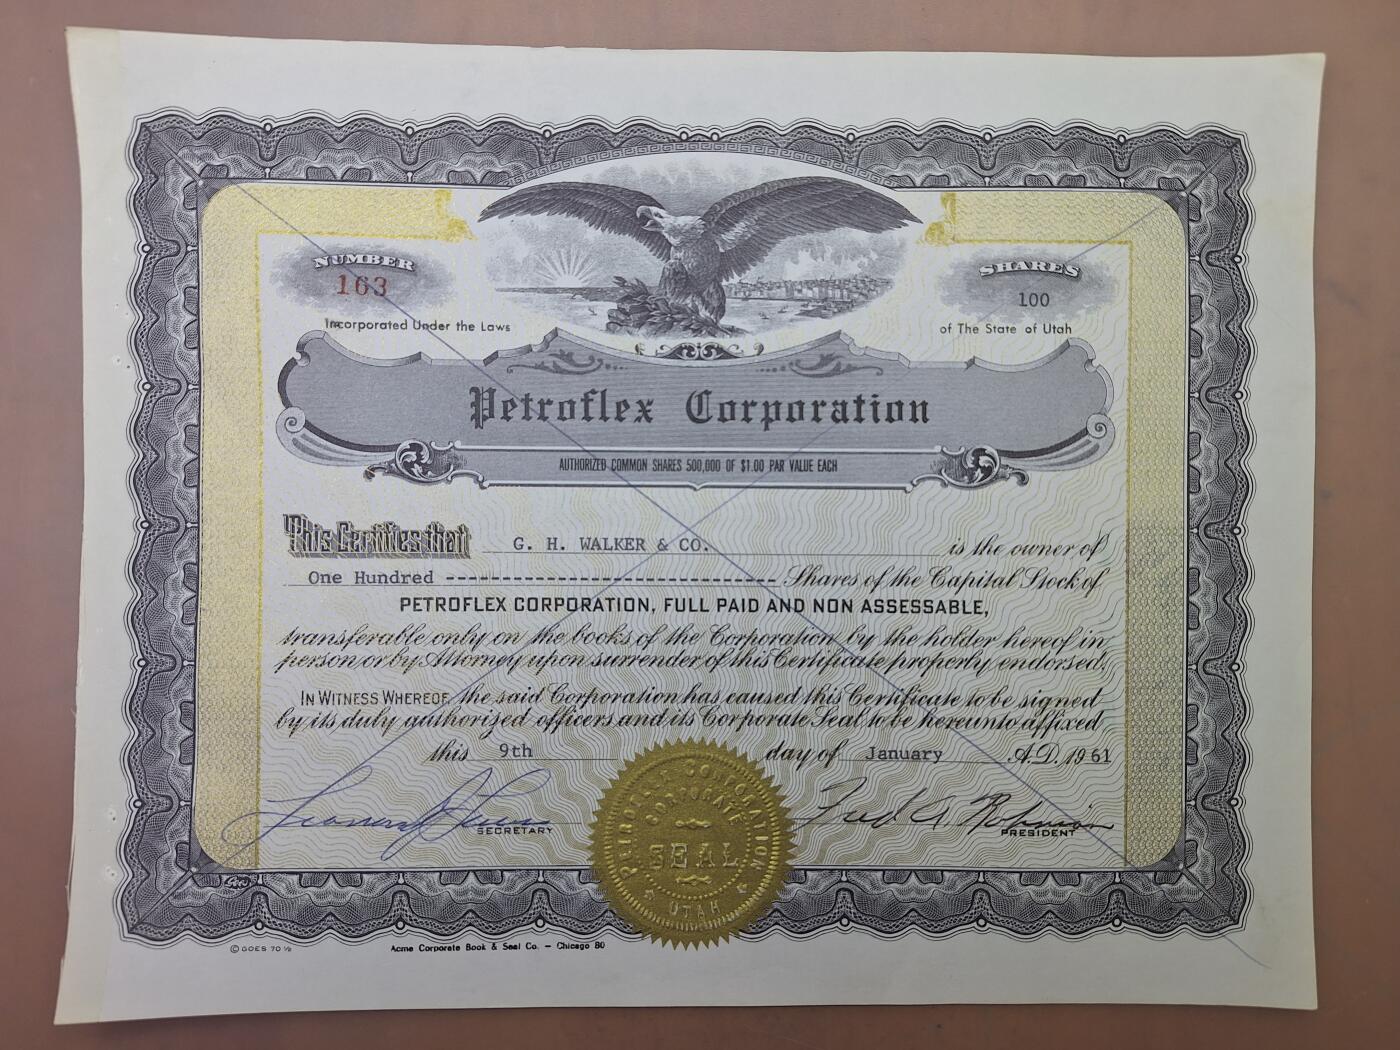 NUMBER
163
SHARES
100
Incorporated Under the Laws
of The State of Utah
Petroflex Corporation
AUTHORIZED COMMON SHARES 500,000 OF $1.00 PAR VALUE EACH
This Certifies that G. H. WALKER & CO. is the owner of
One Hundred ------------------------------ Shares of the Capital Stock of
PETROFLEX CORPORATION, FULL PAID AND NON ASSESSABLE,
transferable only on the books of the Corporation by the holder hereof in
person or by Attorney upon surrender of this Certificate properly endorsed.
IN WITNESS WHEREOF, the said Corporation has caused this Certificate to be signed
by its duly authorized officers and its Corporate Seal to be hereunto affixed
this 9th day of January A.D. 19 61
Fred A. Robinson
SECRETARY
PRESIDENT
PETROFLEX CORPORATION
CORPORATE
SEAL
UTAH
© GOES 70 ½
Acme Corporate Book & Seal Co. – Chicago 80